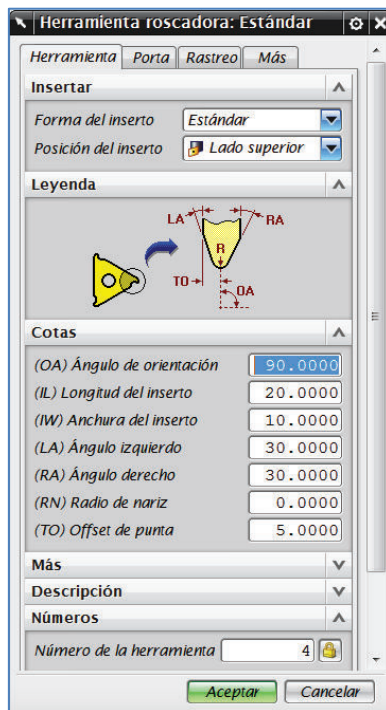 Herramienta roscadora: Estándar
Herramienta Porta Rastreo Más
Insertar
Forma del inserto Estándar
Posición del inserto Lado superior
Leyenda
LA RA
R
TO OA
Cotas
(OA) Ángulo de orientación 90.0000
(IL) Longitud del inserto 20.0000
(IW) Anchura del inserto 10.0000
(LA) Ángulo izquierdo 30.0000
(RA) Ángulo derecho 30.0000
(RN) Radio de nariz 0.0000
(TO) Offset de punta 5.0000
Más
Descripción
Números
Número de la herramienta 4
Aceptar Cancelar